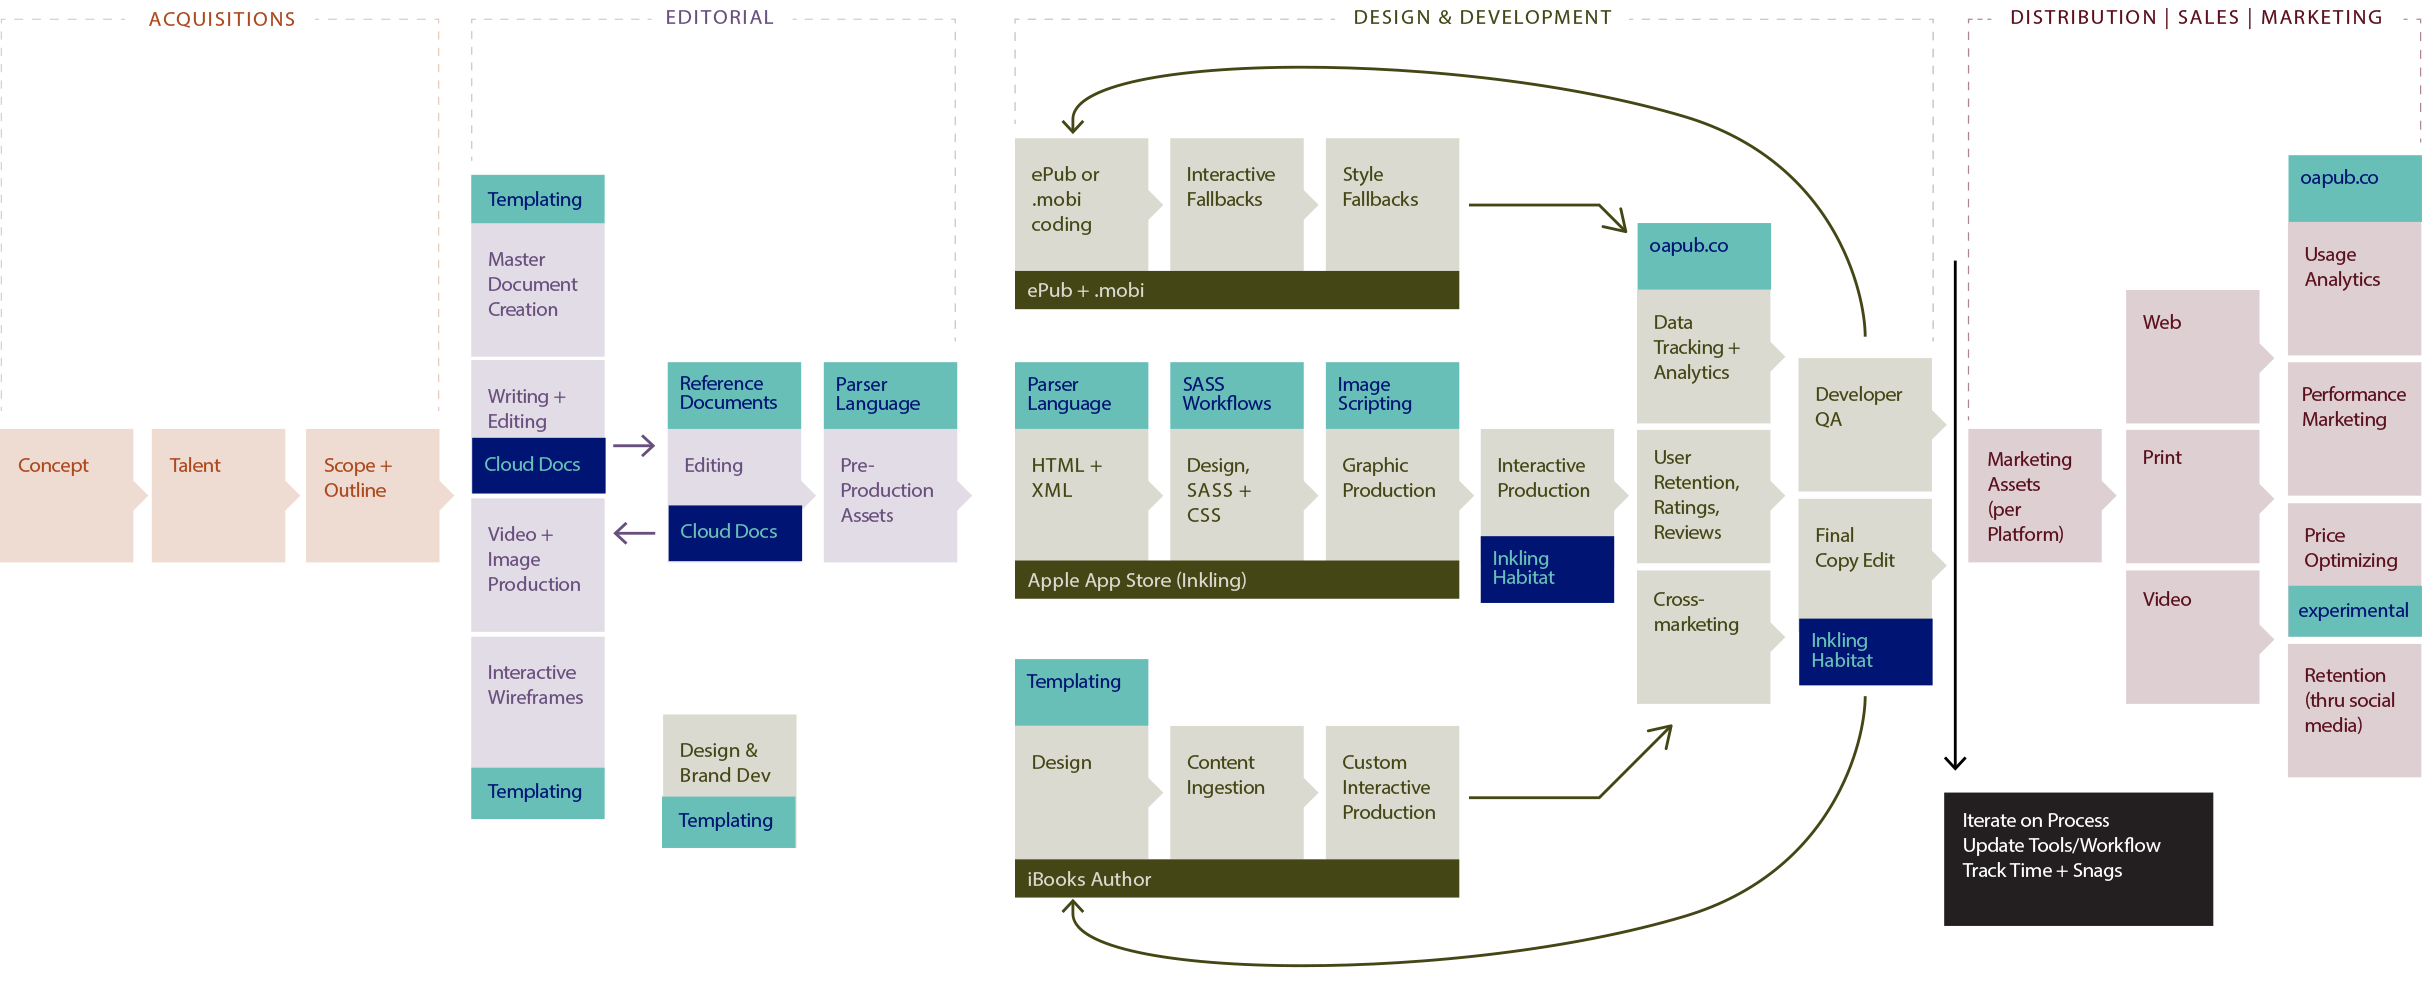 ACQUISITIONS
EDITORIAL
DESIGN & DEVELOPMENT
DISTRIBUTION | SALES | MARKETING
Concept
Talent
Scope +
Outline
Templating
Master
Document
Creation
Writing +
Editing
Cloud Docs
Video +
Image
Production
Interactive
Wireframes
Templating
Reference
Documents
Editing
Cloud Docs
Parser
Language
Pre-
Production
Assets
Design &
Brand Dev
Templating
ePub or
.mobi
coding
Interactive
Fallbacks
Style
Fallbacks
ePub + .mobi
Parser
Language
HTML +
XML
SASS
Workflows
Design,
SASS +
CSS
Image
Scripting
Graphic
Production
Apple App Store (Inkling)
Interactive
Production
Inkling
Habitat
Templating
Design
Content
Ingestion
Custom
Interactive
Production
iBooks Author
oapub.co
Data
Tracking +
Analytics
User
Retention,
Ratings,
Reviews
Cross-
marketing
Developer
QA
Final
Copy Edit
Inkling
Habitat
Iterate on Process
Update Tools/Workflow
Track Time + Snags
Marketing
Assets
(per
Platform)
Web
Print
Video
oapub.co
Usage
Analytics
Performance
Marketing
Price
Optimizing
experimental
Retention
(thru social
media)